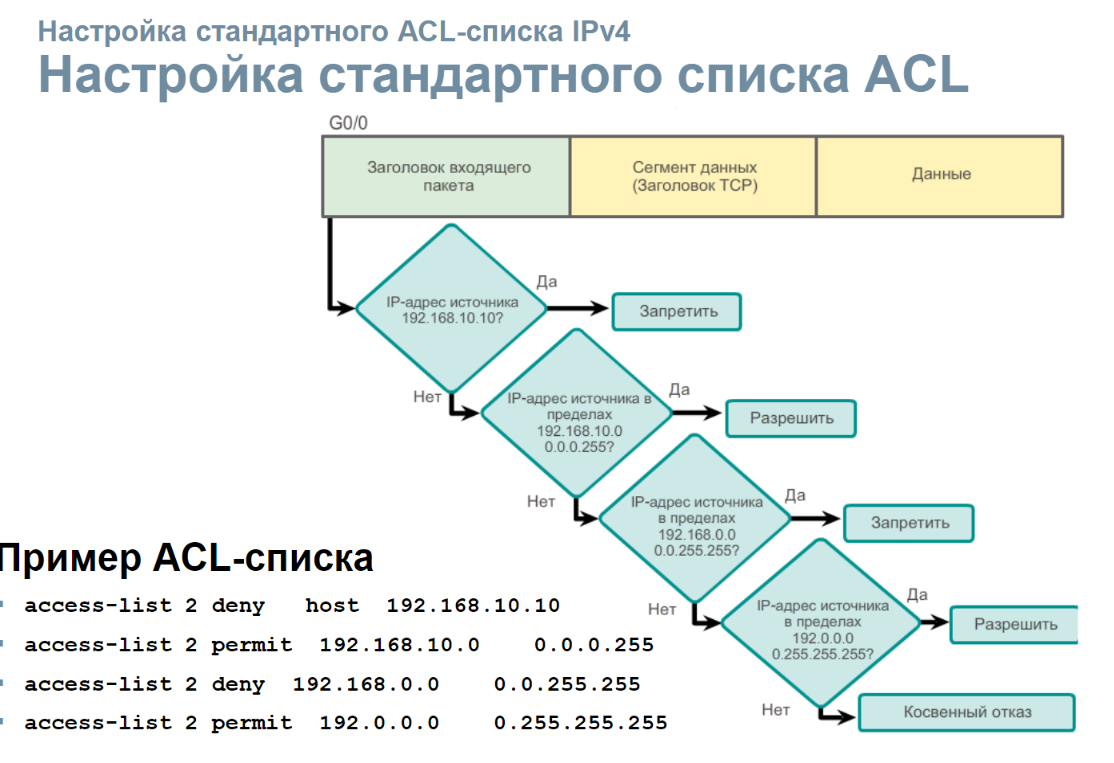 Настройка стандартного ACL-списка IPv4
Настройка стандартного списка ACL
G0/0
Заголовок входящего
пакета
Сегмент данных
(Заголовок TCP)
Данные
IP-адрес источника
192.168.10.10?
Да
Запретить
Нет
IP-адрес источника в
пределах
192.168.10.0
0.0.0.255?
Да
Разрешить
Нет
IP-адрес источника
в пределах
192.168.0.0
0.0.255.255?
Да
Запретить
Нет
IP-адрес источника
в пределах
192.0.0.0
0.255.255.255?
Да
Разрешить
Нет
Косвенный отказ
Пример ACL-списка
access-list 2 deny host 192.168.10.10
access-list 2 permit 192.168.10.0 0.0.0.255
access-list 2 deny 192.168.0.0 0.0.255.255
access-list 2 permit 192.0.0.0 0.255.255.255